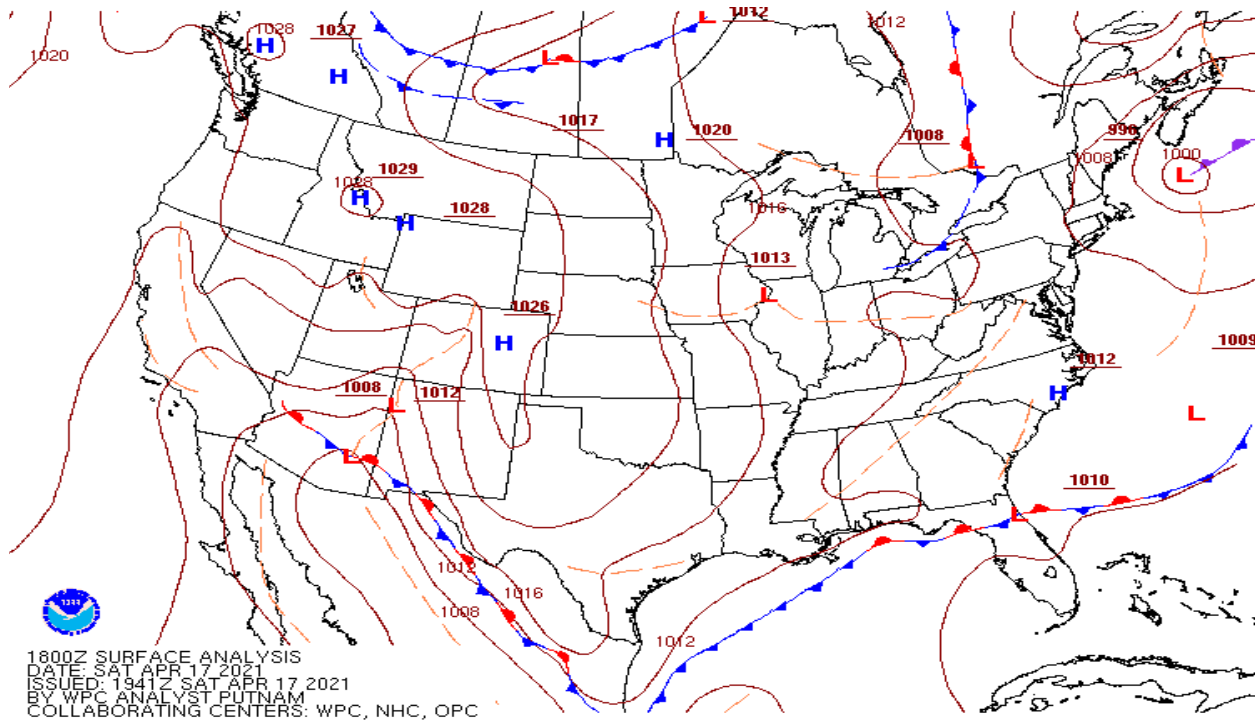 1028
1027
1012
1012
H
L
L
1020
H
1017
H
1020
1008
996
L
1008
1000
L
1029
1028
H
1028
H
1016
1013
L
1026
H
1009
1012
H
1008
1012
L
L
L
1010
L
1012
1016
1008
1012
1800Z SURFACE ANALYSIS
DATE: SAT APR 17 2021
ISSUED: 1941Z SAT APR 17 2021
BY WPC ANALYST PUTNAM
COLLABORATING CENTERS: WPC, NHC, OPC